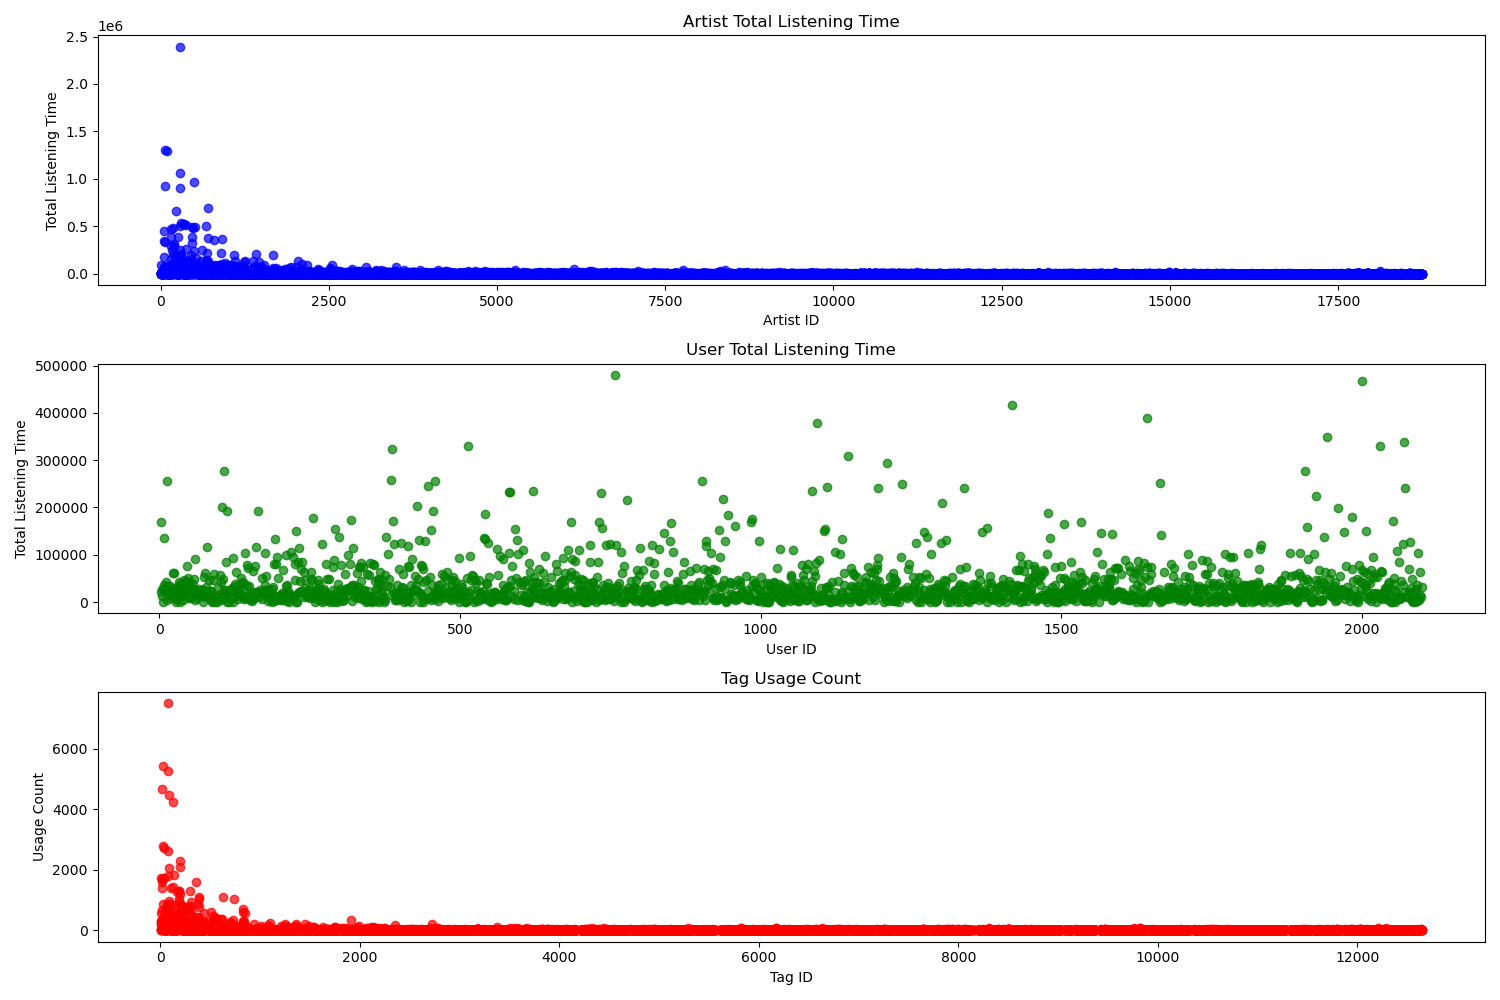 Artist Total Listening Time
1e6
2.5
2.0
1.5
1.0
0.5
0.0
Total Listening Time
0 2500 5000 7500 10000 12500 15000 17500
Artist ID
User Total Listening Time
500000
400000
300000
200000
100000
0
Total Listening Time
0 500 1000 1500 2000
User ID
Tag Usage Count
6000
4000
2000
0
Usage Count
0 2000 4000 6000 8000 10000 12000
Tag ID